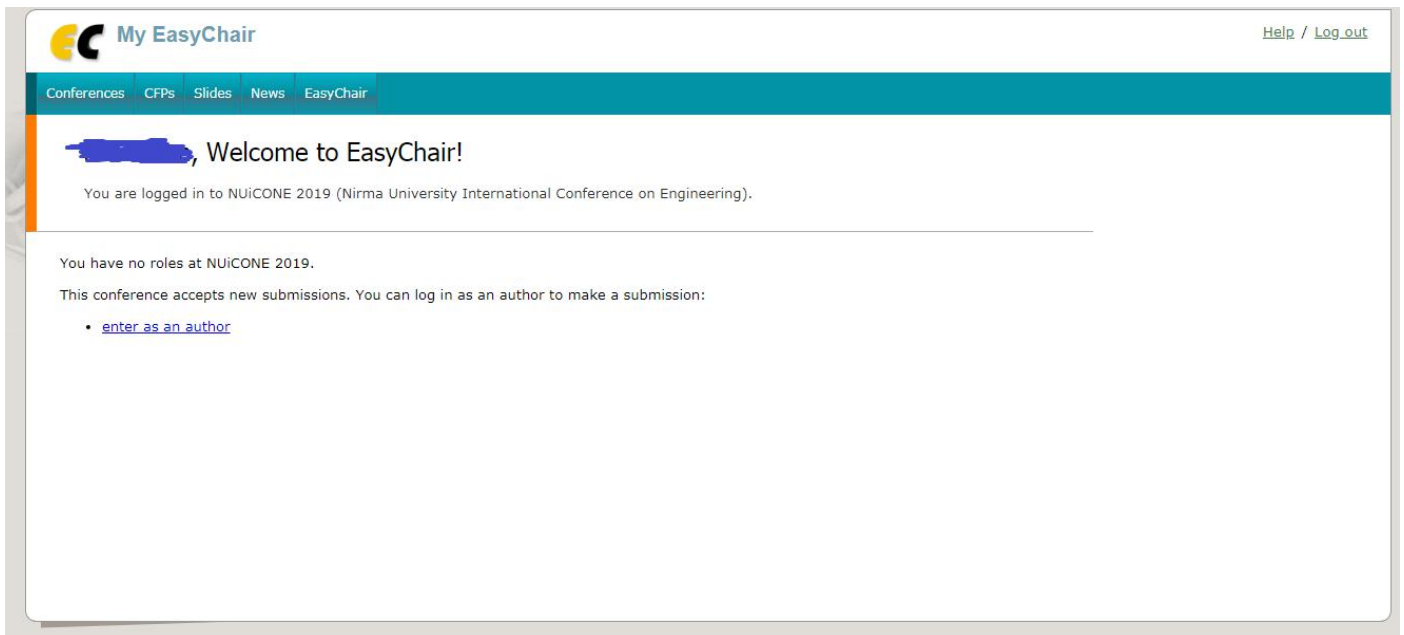 EC My EasyChair
Help / Log out
Conferences CFPs Slides News EasyChair
, Welcome to EasyChair!
You are logged in to NUiCONE 2019 (Nirma University International Conference on Engineering).
You have no roles at NUiCONE 2019.
This conference accepts new submissions. You can log in as an author to make a submission:
• enter as an author